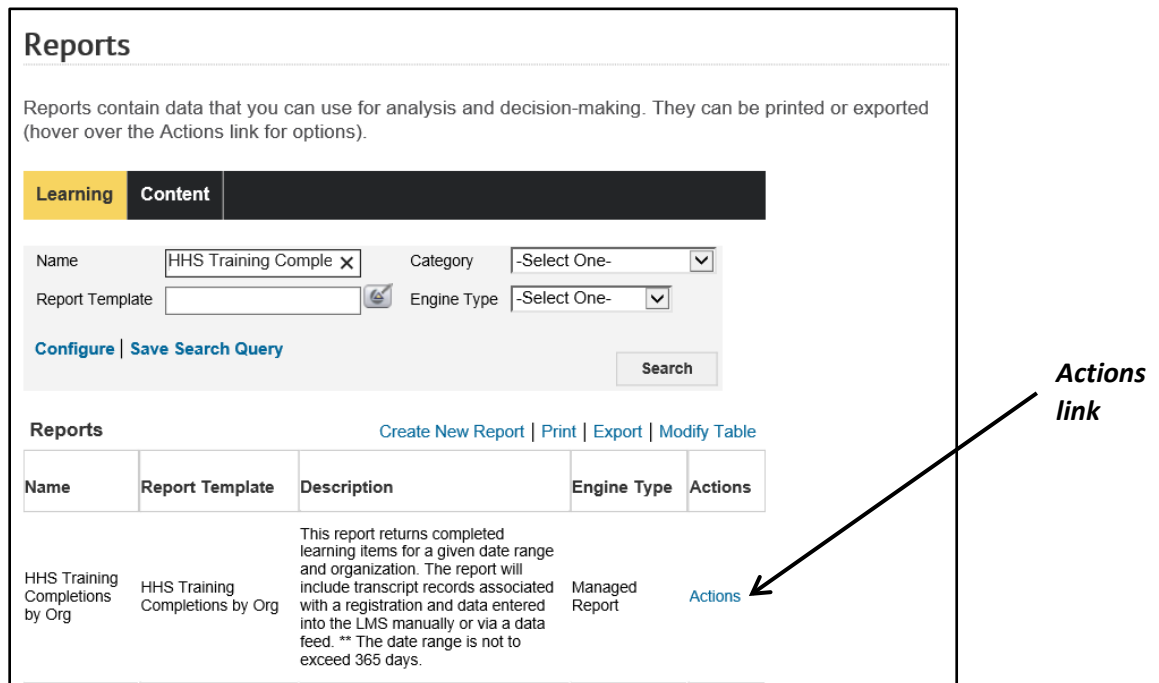 Reports
Reports contain data that you can use for analysis and decision-making. They can be printed or exported
(hover over the Actions link for options).
Learning Content
Name HHS Training Comple Category -Select One-
Report Template Engine Type -Select One-
Configure | Save Search Query
Search
Actions
link
Reports Create New Report | Print | Export | Modify Table
Name Report Template Description Engine Type Actions
This report returns completed
learning items for a given date range
and organization. The report will
HHS Training
Completions
by Org
HHS Training
Completions by Org
include transcript records associated
with a registration and data entered
into the LMS manually or via a data
feed. ** The date range is not to
exceed 365 days.
Managed
Report
Actions